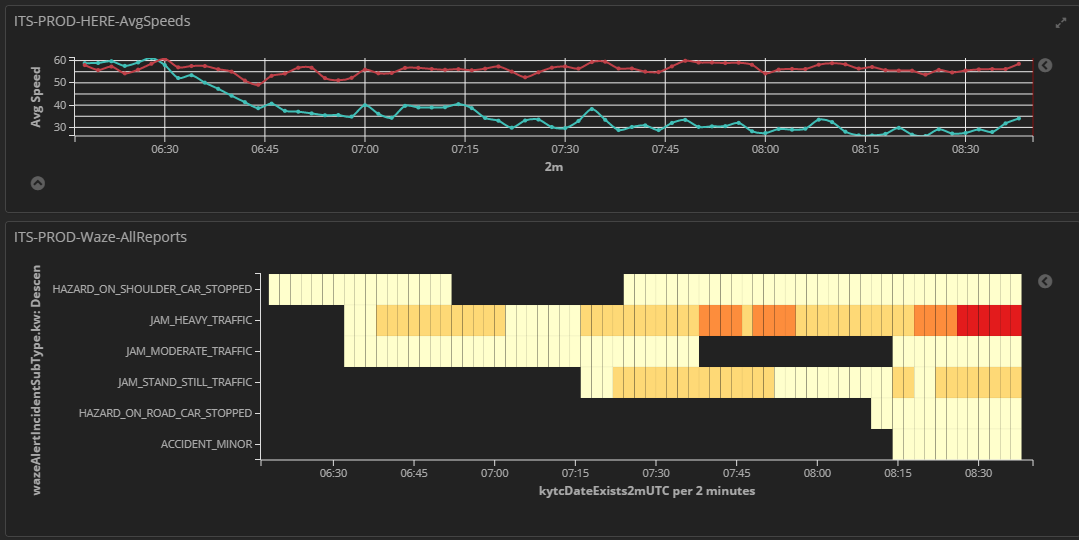 ITS-PROD-HERE-AvgSpeeds
Avg Speed
60
50
40
30
06:30 06:45 07:00 07:15 07:30 07:45 08:00 08:15 08:30
2m
ITS-PROD-Waze-AllReports
wazeAlertIncidentSubType.kw: Descen
HAZARD_ON_SHOULDER_CAR_STOPPED
JAM_HEAVY_TRAFFIC
JAM_MODERATE_TRAFFIC
JAM_STAND_STILL_TRAFFIC
HAZARD_ON_ROAD_CAR_STOPPED
ACCIDENT_MINOR
06:30 06:45 07:00 07:15 07:30 07:45 08:00 08:15 08:30
kytcDateExists2mUTC per 2 minutes